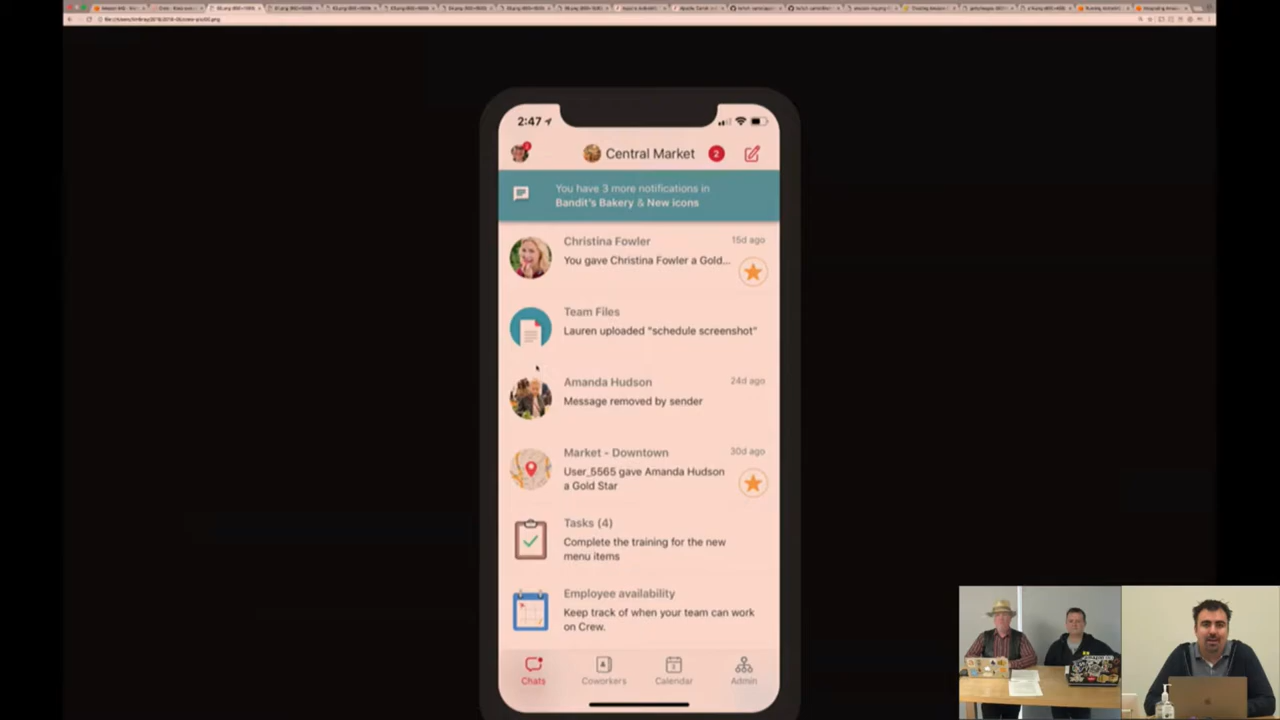 2:47
Central Market 2
You have 3 more notifications in
Bandit's Bakery & New icons
Christina Fowler 15d ago
You gave Christina Fowler a Gold...
Team Files
Lauren uploaded "schedule screenshot"
Amanda Hudson 24d ago
Message removed by sender
Market - Downtown 30d ago
User_5565 gave Amanda Hudson
a Gold Star
Tasks (4)
Complete the training for the new
menu items
Employee availability
Keep track of when your team can work
on Crew.
Chats Coworkers Calendar Admin